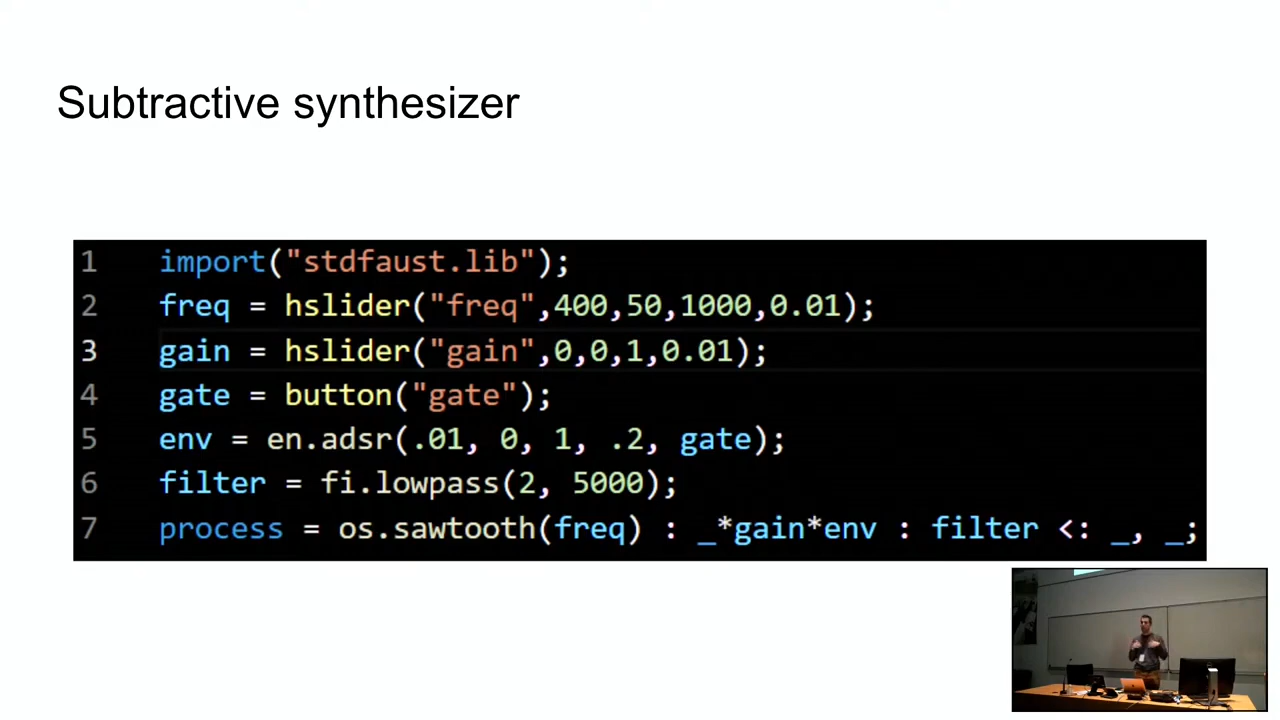 Subtractive synthesizer
1 import("stdfaust.lib");
2 freq = hslider("freq",400,50,1000,0.01);
3 gain = hslider("gain",0,0,1,0.01);
4 gate = button("gate");
5 env = en.adsr(.01, 0, 1, .2, gate);
6 filter = fi.lowpass(2, 5000);
7 process = os.sawtooth(freq) : _*gain*env : filter <: _, _;